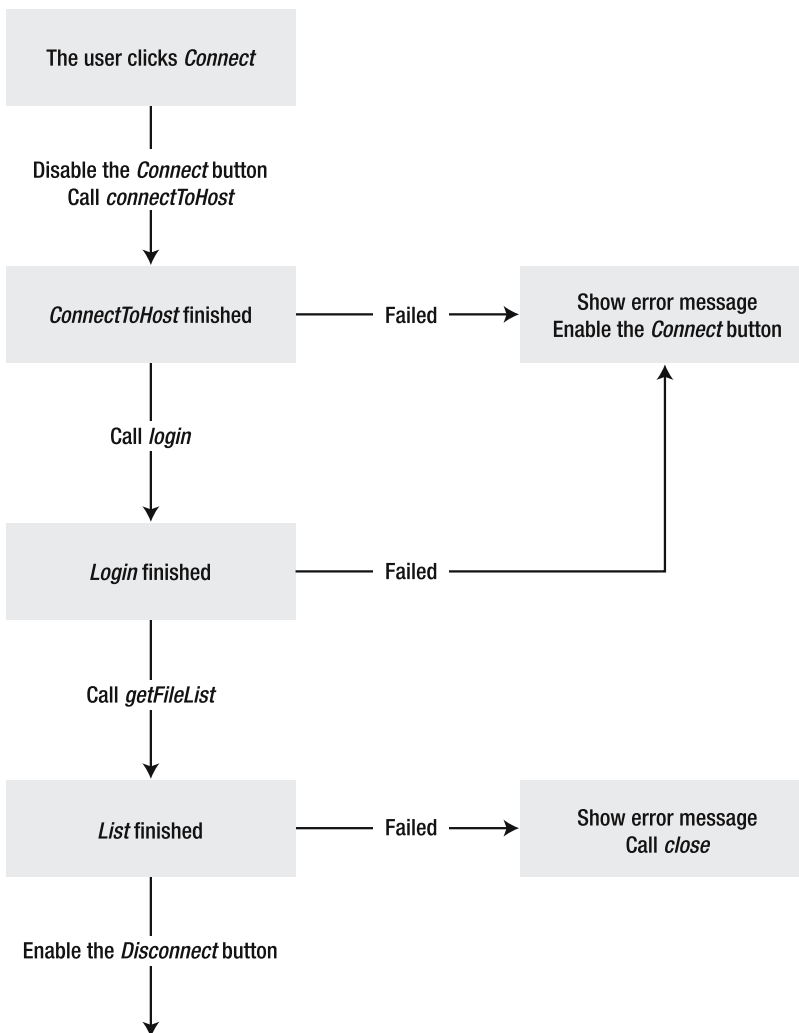 The user clicks Connect
Disable the Connect button
Call connectToHost
ConnectToHost finished
Failed
Show error message
Enable the Connect button
Call login
Login finished
Failed
Call getFileList
List finished
Failed
Show error message
Call close
Enable the Disconnect button